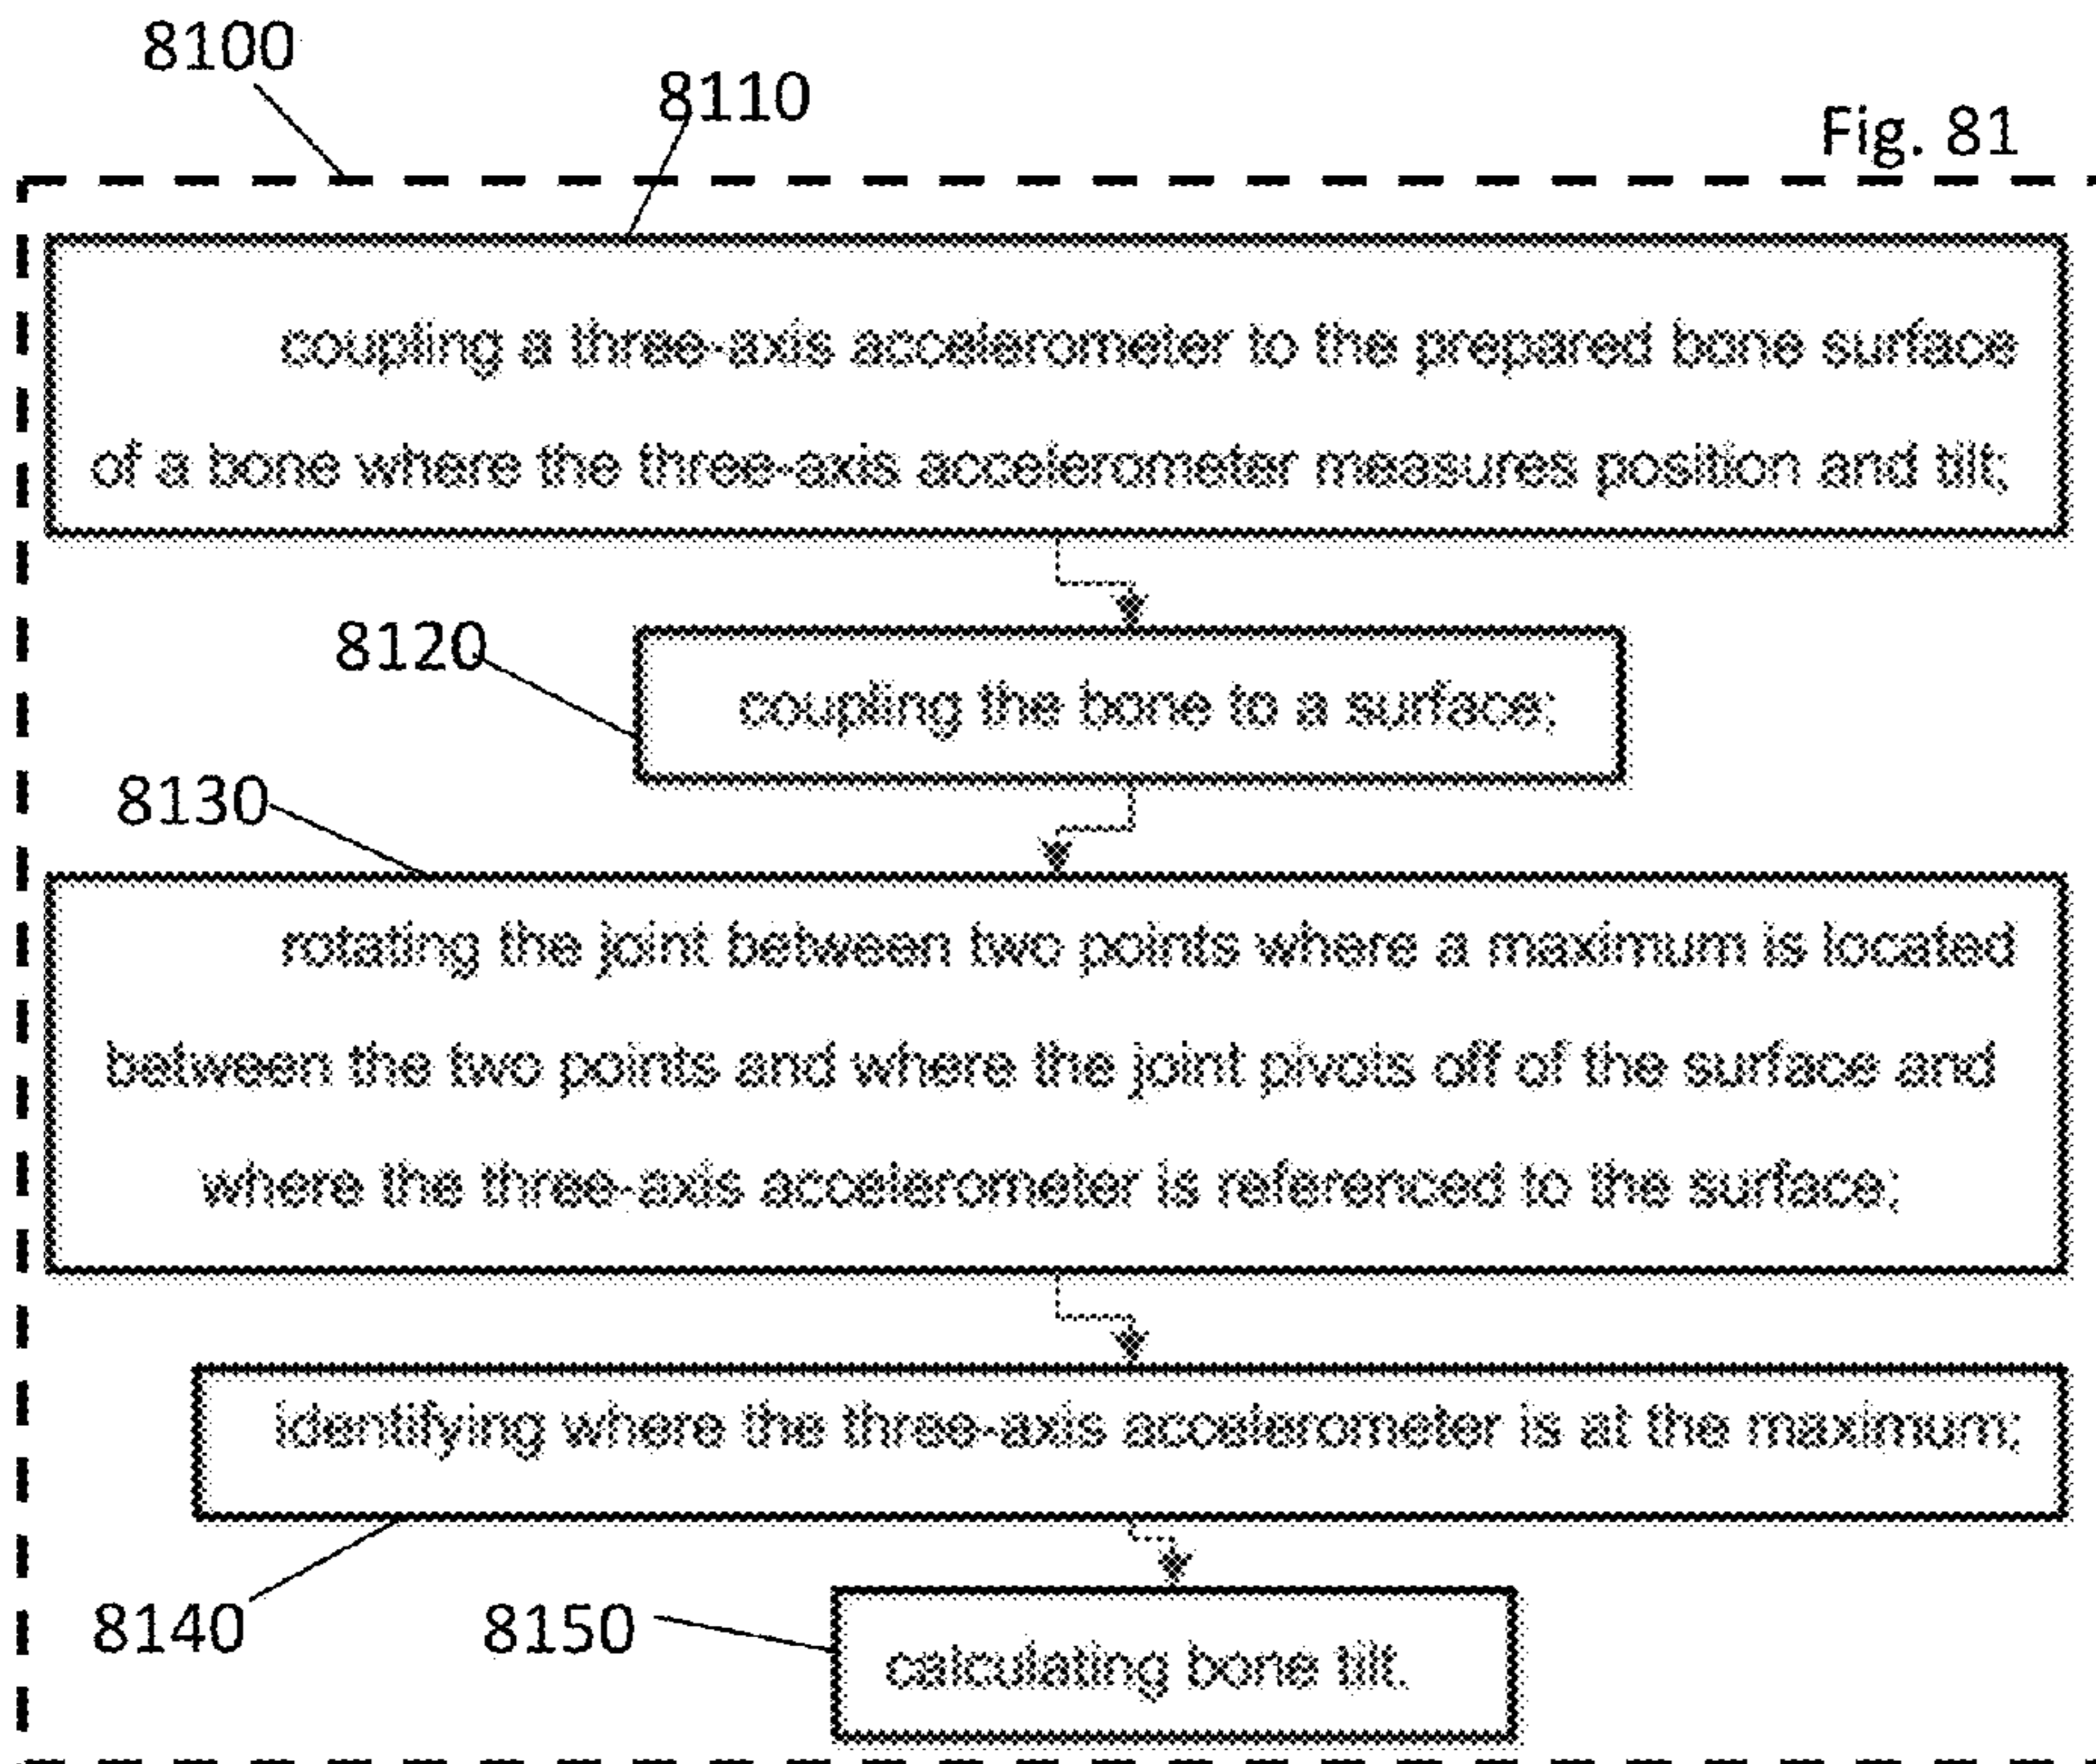 8100
8110
Fig. 81
coupling a three-axis accelerometer to the prepared bone surface
of a bone where the three-axis accelerometer measures position and tilt;
8120
coupling the bone to a surface;
8130
rotating the joint between two points where a maximum is located
between the two points and where the joint pivots off of the surface and
where the three-axis accelerometer is referenced to the surface;
identifying where the three-axis accelerometer is at the maximum;
8140
8150
calculating bone tilt.